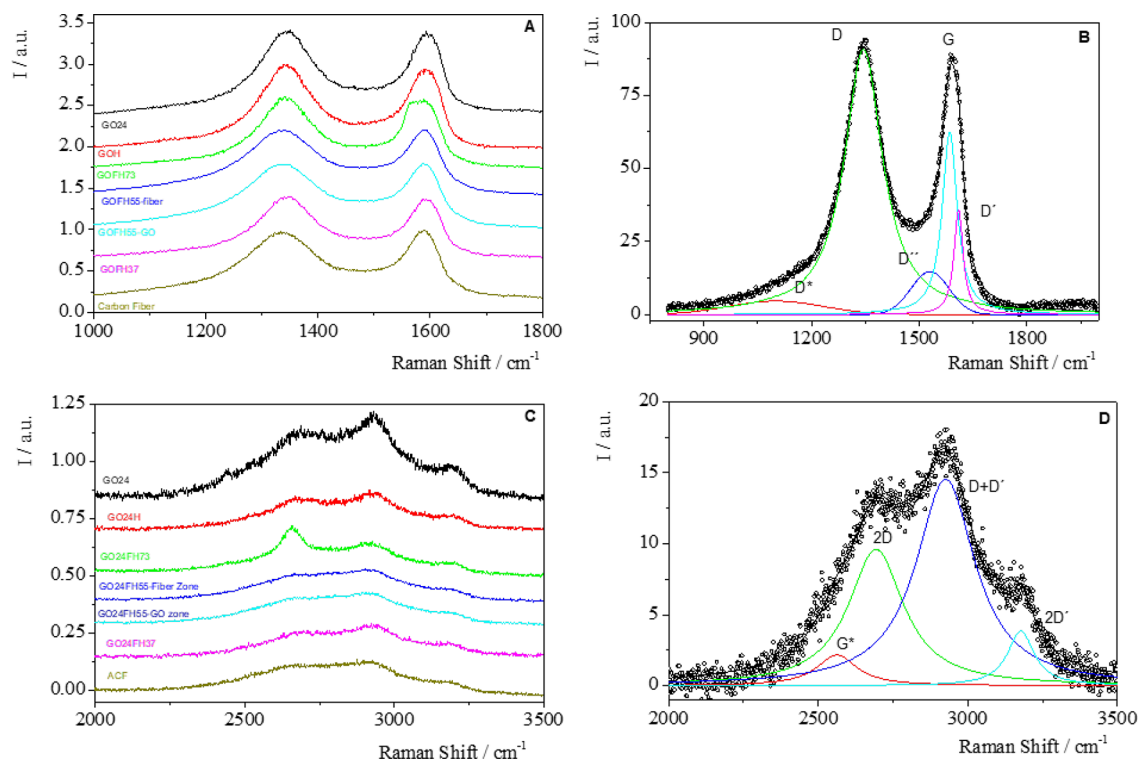 A
I / a.u.
3.5
3.0
2.5
2.0
1.5
1.0
0.5
0.0
GO24
GOH
GOFH73
GOFH55-fiber
GOFH55-GO
GOFH37
Carbon Fiber
1000 1200 1400 1600 1800
Raman Shift / cm-1
B
I / a.u.
100
75
50
25
0
D
G
D´
D´´
D*
900 1200 1500 1800
Raman Shift / cm-1
C
I / a.u.
1.25
1.00
0.75
0.50
0.25
0.00
GO24
GO24H
GO24FH73
GO24FH55-Fiber Zone
GO24FH55-GO zone
GO24FH37
ACF
2000 2500 3000 3500
Raman Shift / cm-1
D
I / a.u.
20
15
10
5
0
D+D´
2D
2D´
G*
2000 2500 3000 3500
Raman Shift / cm-1